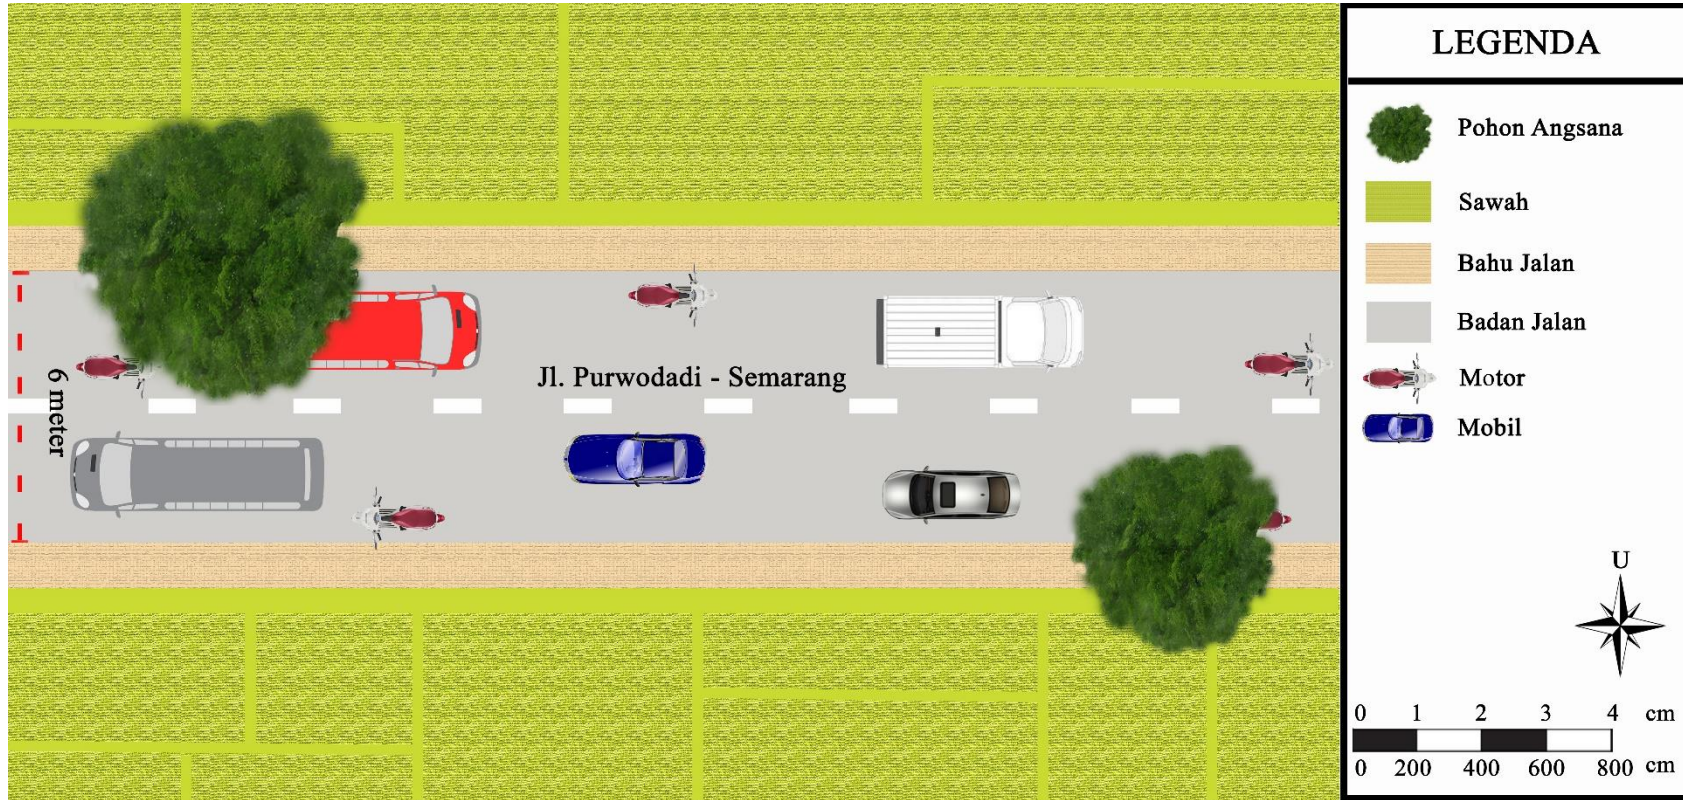 6 meter
Jl. Purwodadi - Semarang
LEGENDA
Pohon Angsana
Sawah
Bahu Jalan
Badan Jalan
Motor
Mobil
U
0 1 2 3 4 cm
0 200 400 600 800 cm